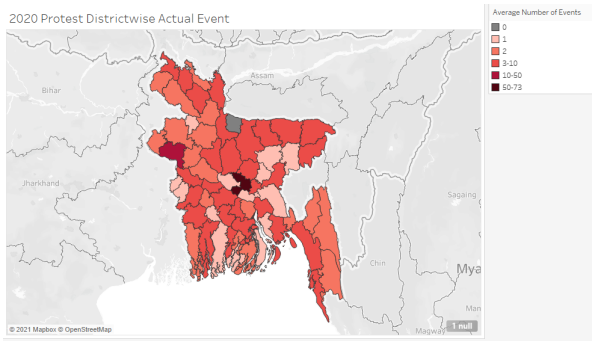 2020 Protest Districtwise Actual Event
Average Number of Events
0
1
2
3-10
10-50
50-73
Assam
Bihar
Jharkhand
Sagaing
Chin
Mya
Man
Magway
1 null
© 2021 Mapbox © OpenStreetMap